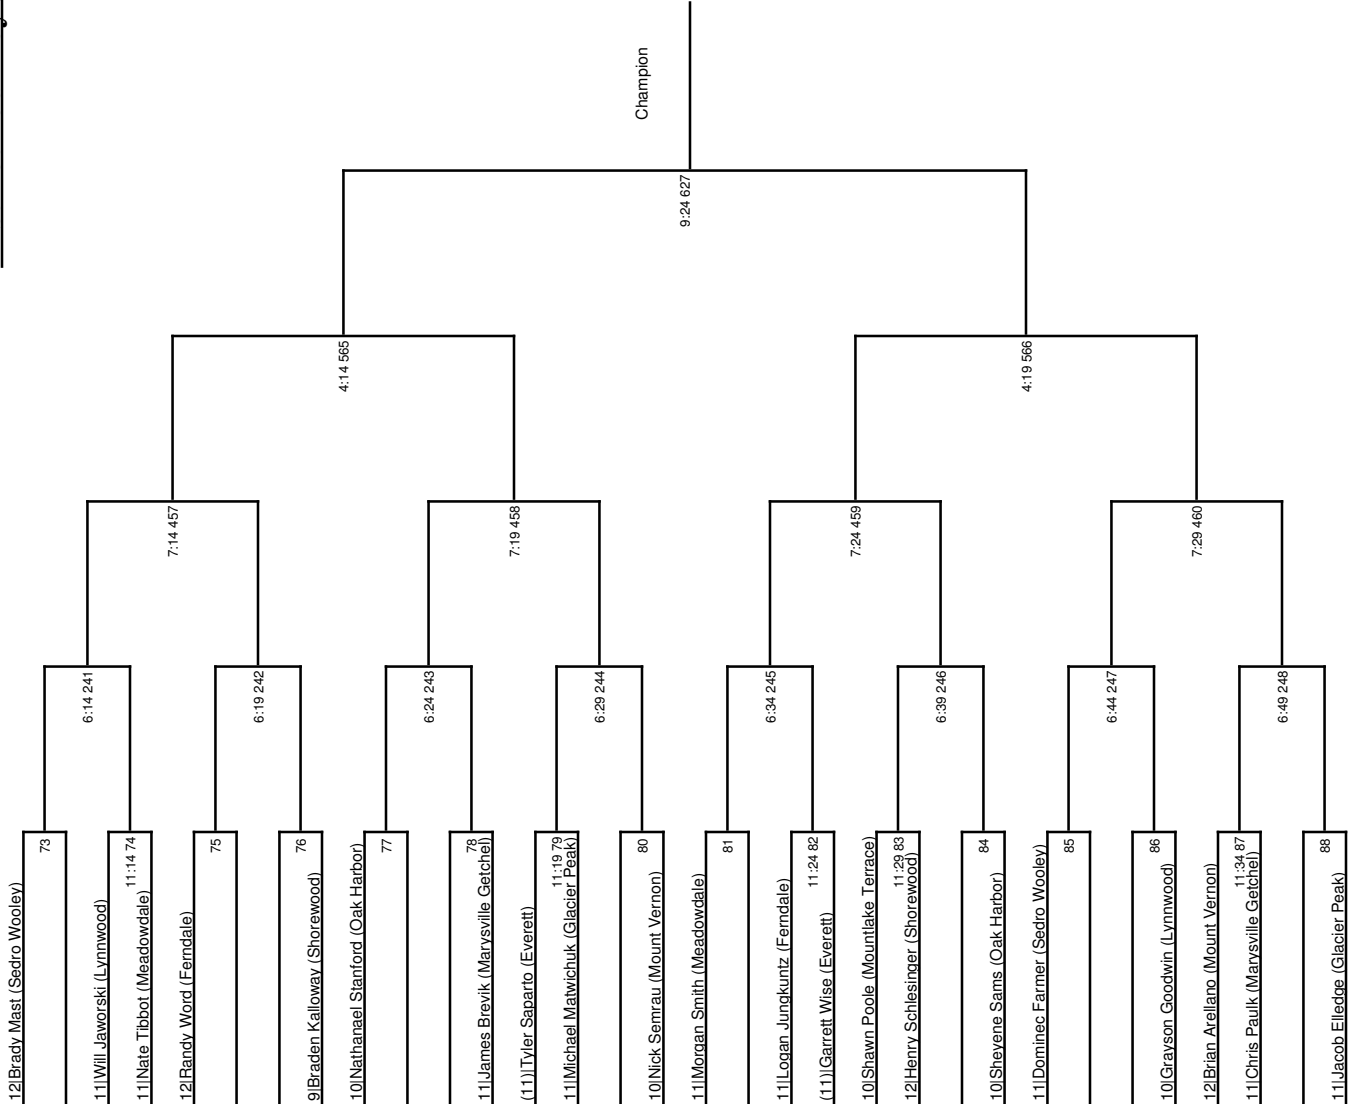 Champion
9:24 627
4:14 565
4:19 566
7:14 457
7:19 458
7:24 459
7:29 460
6:14 241
6:19 242
6:24 243
6:29 244
6:34 245
6:39 246
6:44 247
6:49 248
12|Brady Mast (Sedro Wooley)
73
11|Will Jaworski (Lynnwood)
11:14 74
11|Nate Tibbot (Meadowdale)
12|Randy Word (Ferndale)
75
76
9|Braden Kalloway (Shorewood)
10|Nathanael Stanford (Oak Harbor)
77
78
11|James Brevik (Marysville Getchel)
(11)|Tyler Saparto (Everett)
11:19 79
11|Michael Matwichuk (Glacier Peak)
80
10|Nick Semrau (Mount Vernon)
11|Morgan Smith (Meadowdale)
81
11|Logan Jungkuntz (Ferndale)
11:24 82
(11)|Garrett Wise (Everett)
10|Shawn Poole (Mountlake Terrace)
11:29 83
12|Henry Schlesinger (Shorewood)
84
10|Sheyene Sams (Oak Harbor)
11|Dominec Farmer (Sedro Wooley)
85
86
10|Grayson Goodwin (Lynnwood)
12|Brian Arellano (Mount Vernon)
11:34 87
11|Chris Paulk (Marysville Getchel)
88
11|Jacob Elledge (Glacier Peak)